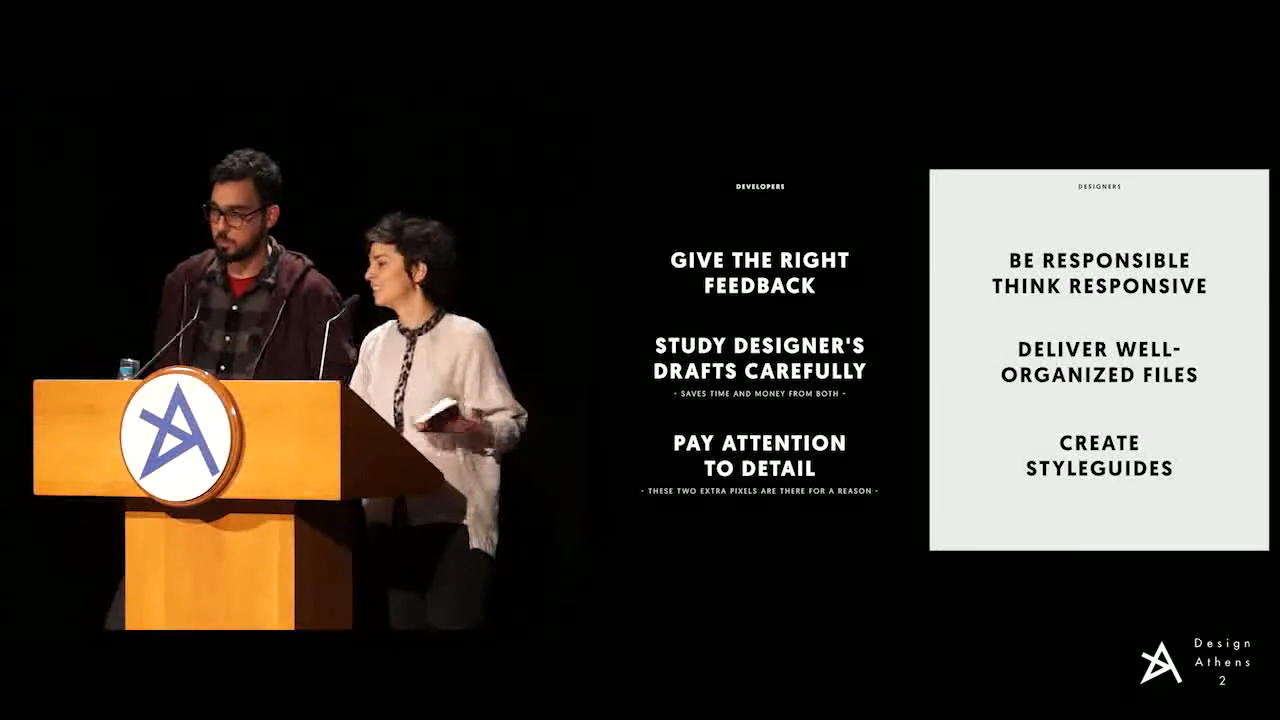 DEVELOPERS
GIVE THE RIGHT
FEEDBACK
STUDY DESIGNER'S
DRAFTS CAREFULLY
- SAVES TIME AND MONEY FROM BOTH -
PAY ATTENTION
TO DETAIL
- THESE TWO EXTRA PIXELS ARE THERE FOR A REASON -
DESIGNERS
BE RESPONSIBLE
THINK RESPONSIVE
DELIVER WELL-
ORGANIZED FILES
CREATE
STYLEGUIDES
Design
Athens
2